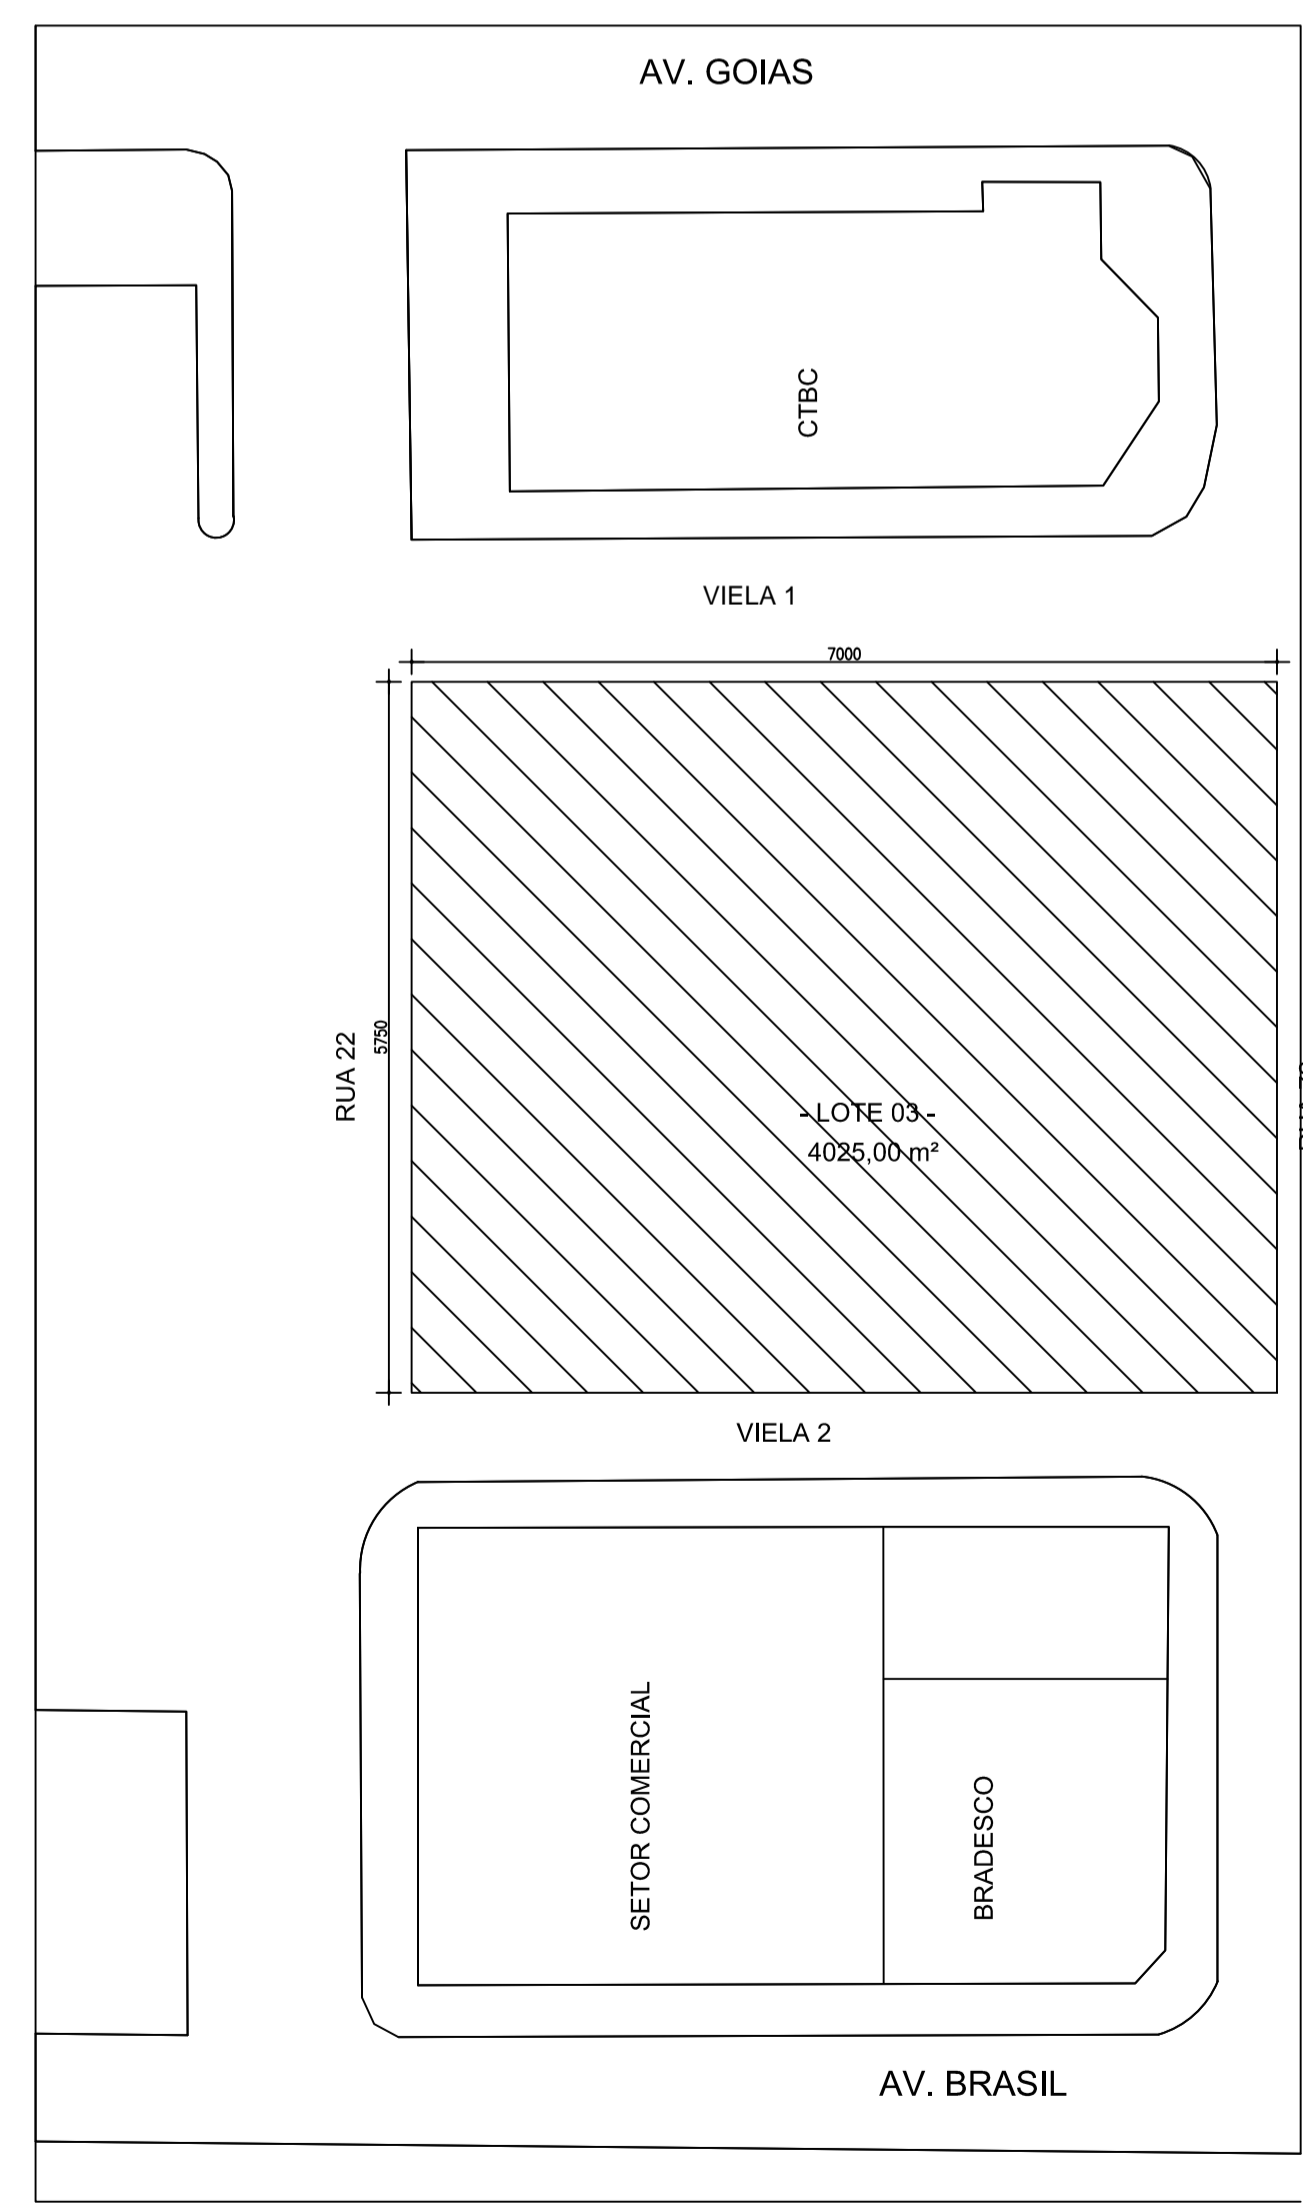 AV. GOIAS
CTBC
VIELA 1
7000
RUA 22
5750
- LOTE 03 -
4025,00 m²
VIELA 2
SETOR COMERCIAL
BRADESCO
AV. BRASIL